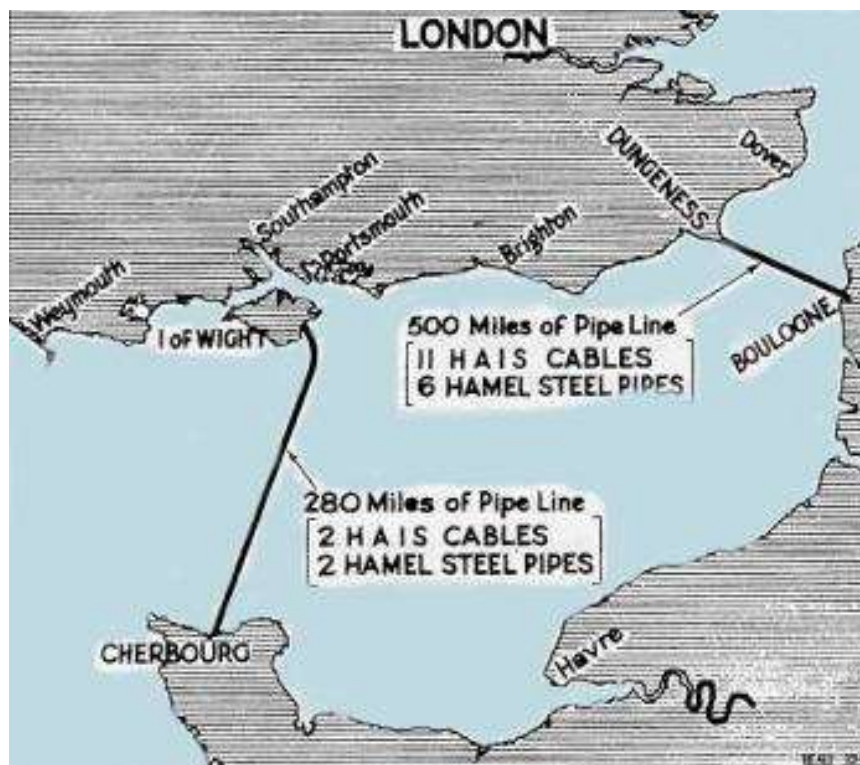 LONDON
DUNGENESS
Dover
Southampton
Portsmouth
Brighton
Weymouth
I of WIGHT
500 Miles of Pipe Line
11 HAIS CABLES
6 HAMEL STEEL PIPES
BOULOGNE
280 Miles of Pipe Line
2 HAIS CABLES
2 HAMEL STEEL PIPES
CHERBOURG
Havre